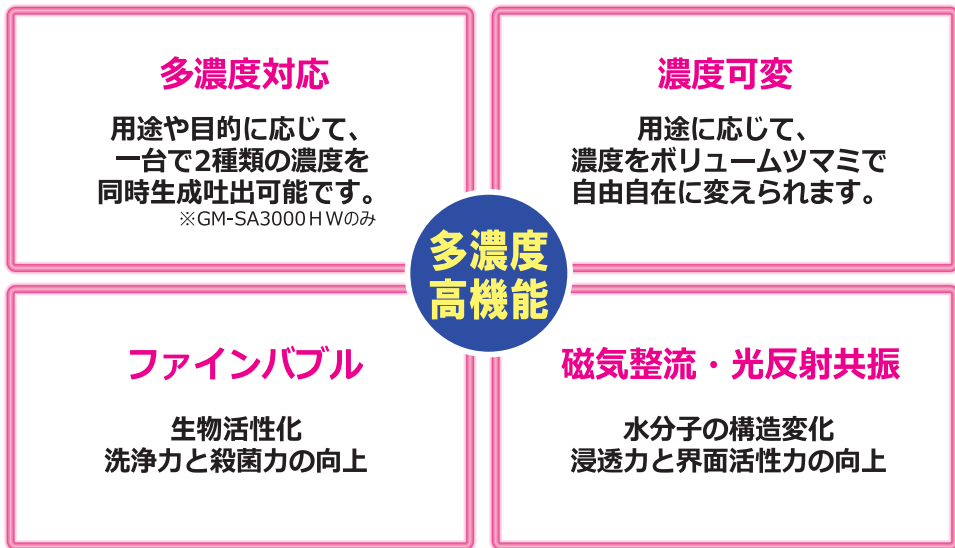 多濃度対応
用途や目的に応じて、
一台で2種類の濃度を
同時生成吐出可能です。
※GM-SA3000HWのみ
濃度可変
用途に応じて、
濃度をボリュームツマミで
自由自在に変えられます。
多濃度
高機能
ファインバブル
生物活性化
洗浄力と殺菌力の向上
磁気整流・光反射共振
水分子の構造変化
浸透力と界面活性力の向上